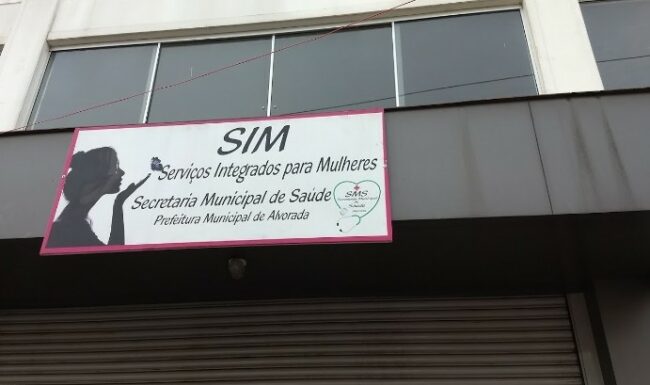 SIM
Serviços Integrados para Mulheres
Secretaria Municipal de Saúde
Prefeitura Municipal de Alvorada
SMS